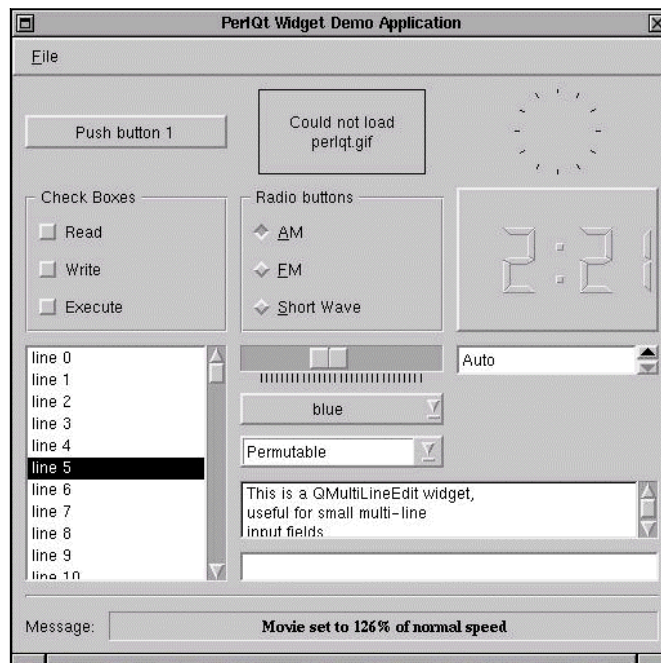 PerlQt Widget Demo Application
File
Push button 1
Could not load
perlqt.gif
Check Boxes
Read
Write
Execute
Radio buttons
AM
FM
Short Wave
2:21
line 0
line 1
line 2
line 3
line 4
line 5
line 6
line 7
line 8
line 9
line 10
Auto
blue
Permutable
This is a QMultiLineEdit widget,
useful for small multi-line
input fields
Message:
Movie set to 126% of normal speed